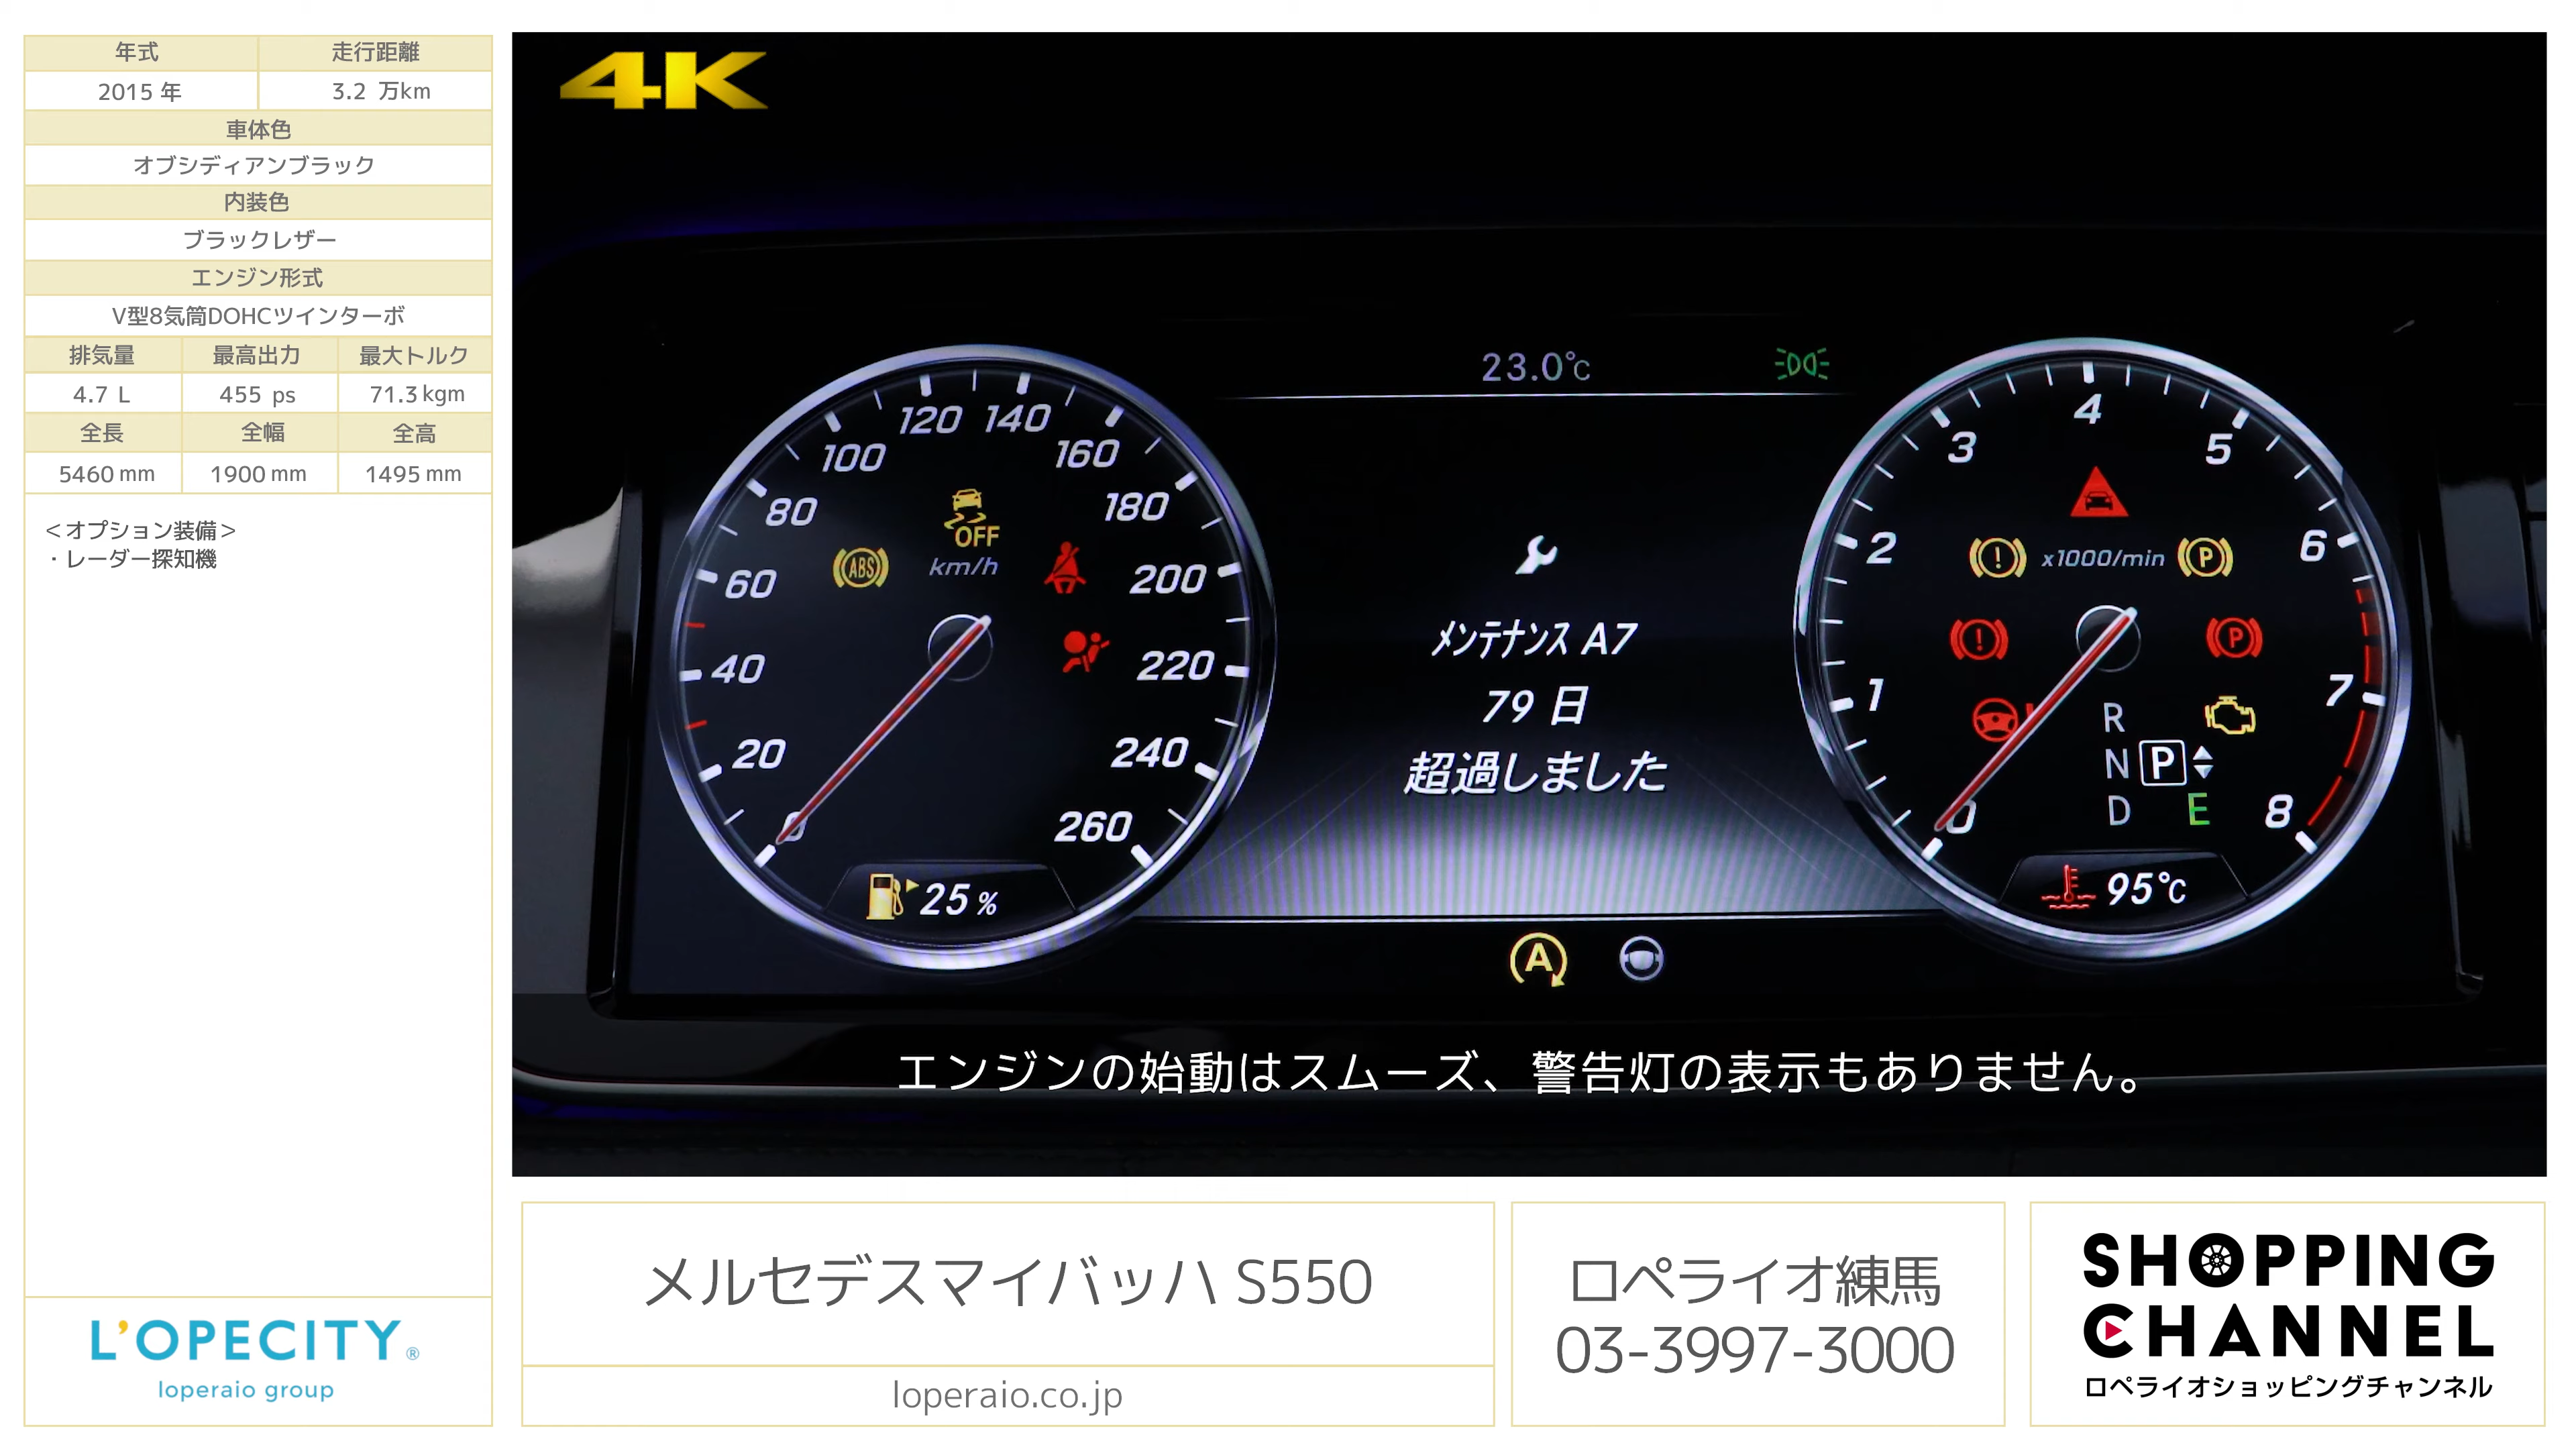 年式 走行距離
2015 年 3.2 万km
車体色
オブシディアンブラック
内装色
ブラックレザー
エンジン形式
V型8気筒DOHCツインターボ
排気量 最高出力 最大トルク
4.7 L 455 ps 71.3 kgm
全長 全幅 全高
5460 mm 1900 mm 1495 mm
＜オプション装備＞
・レーダー探知機
L'OPECITY®
loperaio group
4K
0 20 40 60 80 100 120 140 160 180 200 220 240 260
ABS
OFF
km/h
25 %
23.0℃
メンテナンス A7
79 日
超過しました
A
0 1 2 3 4 5 6 7 8
! x1000/min P
! P
R
N P
D E
95℃
エンジンの始動はスムーズ、警告灯の表示もありません。
メルセデスマイバッハ S550
loperaio.co.jp
ロペライオ練馬
03-3997-3000
SHOPPING
CHANNEL
ロペライオショッピングチャンネル